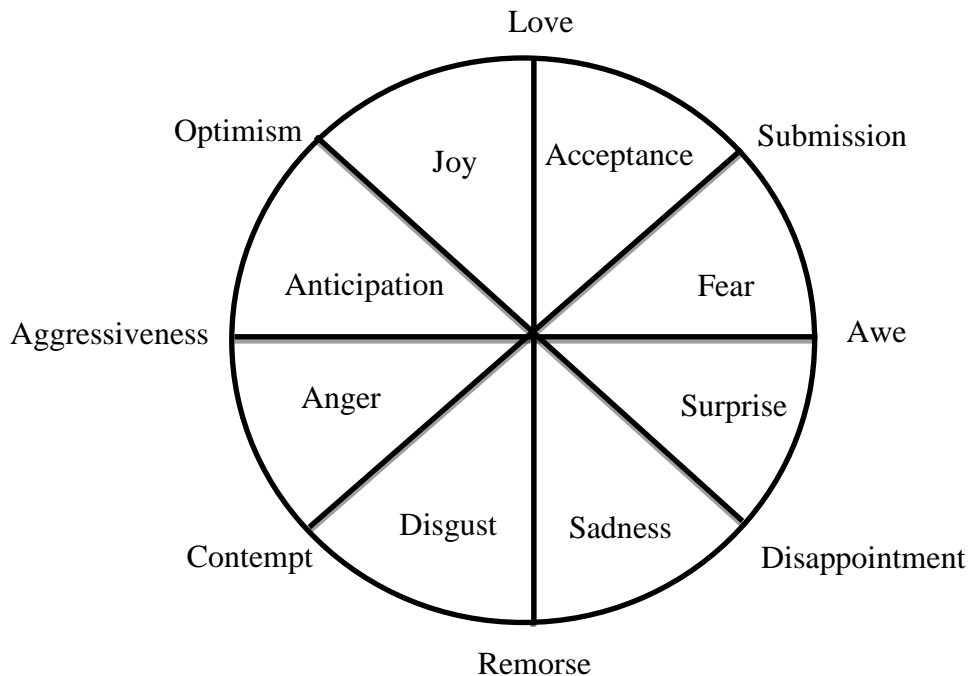 Love
Optimism
Submission
Joy
Acceptance
Anticipation
Fear
Aggressiveness
Awe
Anger
Surprise
Disgust
Sadness
Contempt
Disappointment
Remorse